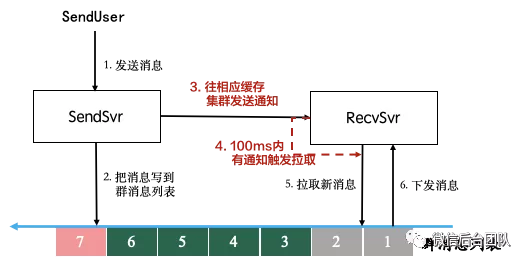 SendUser
1. 发送消息
3. 往相应缓存
集群发送通知
SendSvr
RecvSvr
4. 100ms内
有通知触发拉取
2. 把消息写到
群消息列表
5. 拉取新消息
6. 下发消息
7 6 5 4 3 2 1
微信后台团队
群消息列表